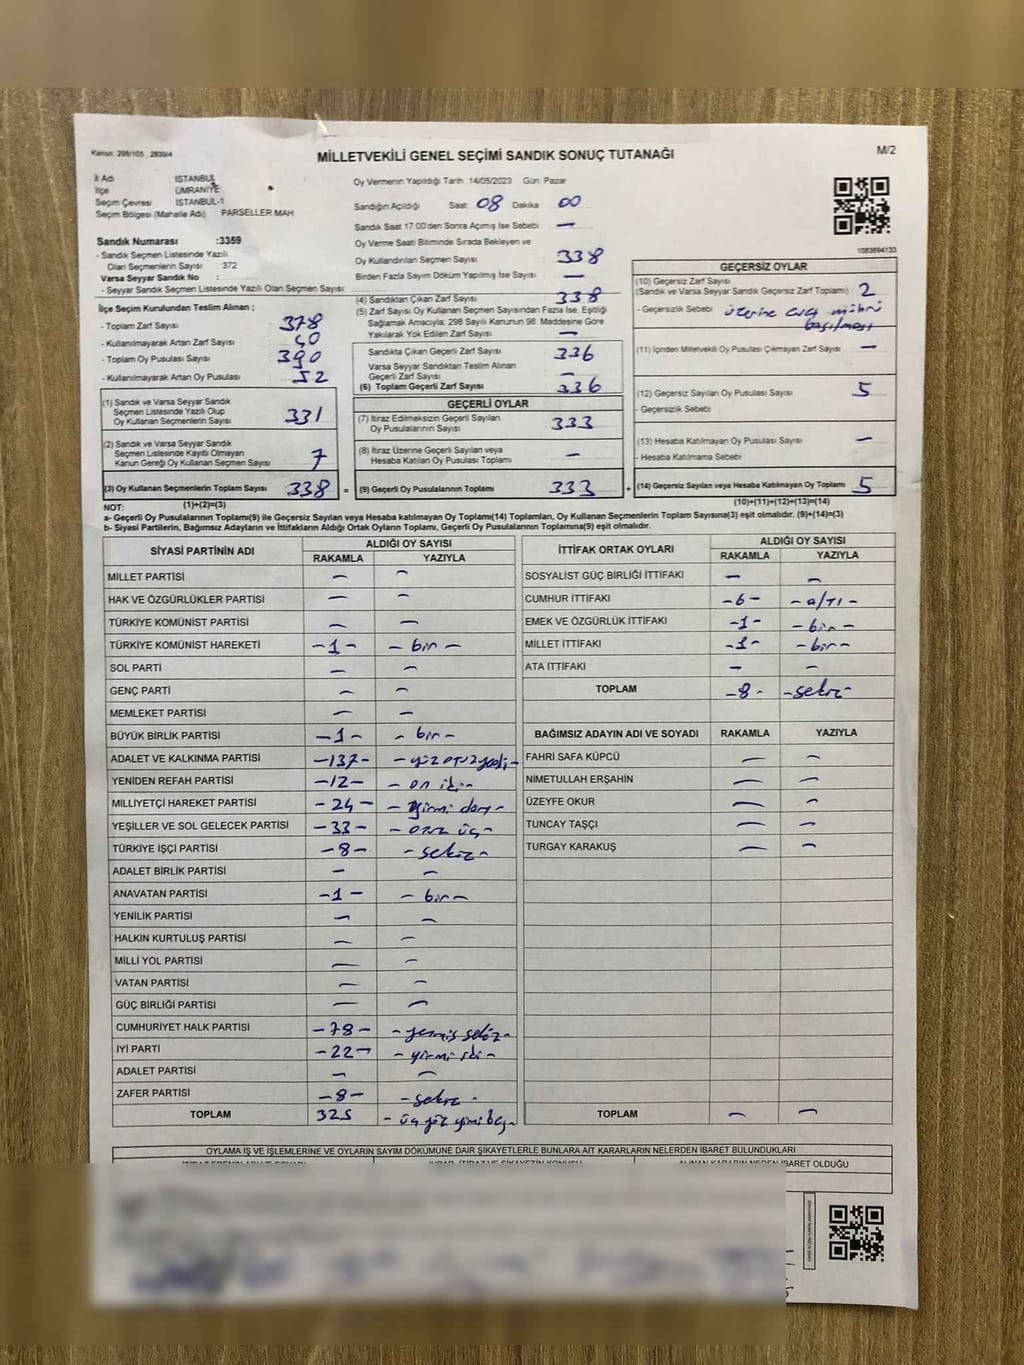 Kanun: 298/105 , 2839/4
MİLLETVEKİLİ GENEL SEÇİMİ SANDIK SONUÇ TUTANAĞI
M/2
İl Adı İSTANBUL
İlçe ÜMRANİYE
Seçim Çevresi İSTANBUL-1
Seçim Bölgesi (Mahalle Adı) : PARSELLER MAH.
Oy Vermenin Yapıldığı Tarih 14/05/2023 Gün: Pazar
Sandığın Açıldığı Saat 08 Dakika 00
Sandık Saat 17.00'den Sonra Açılmış İse Sebebi —
Oy Verme Saati Bitiminde Sırada Bekleyen ve
Oy Kullandırılan Seçmen Sayısı 338
Birden Fazla Sayım Döküm Yapılmış İse Sayısı —
1083694133
Sandık Numarası :3359
- Sandık Seçmen Listesinde Yazılı
Olan Seçmenlerin Sayısı : 372
Varsa Seyyar Sandık No :
- Seyyar Sandık Seçmen Listesinde Yazılı Olan Seçmen Sayısı:
İlçe Seçim Kurulundan Teslim Alınan ;
- Toplam Zarf Sayısı 378
- Kullanılmayarak Artan Zarf Sayısı 40
- Toplam Oy Pusulası Sayısı 390
- Kullanılmayarak Artan Oy Pusulası 52
(1) Sandık ve Varsa Seyyar Sandık
Seçmen Listesinde Yazılı Olup
Oy Kullanan Seçmenlerin Sayısı 331
(2) Sandık ve Varsa Seyyar Sandık
Seçmen Listesinde Kayıtlı Olmayan
Kanun Gereği Oy Kullanan Seçmen Sayısı 7
(3) Oy Kullanan Seçmenlerin Toplam Sayısı 338 =
(1)+(2)=(3)
(4) Sandıktan Çıkan Zarf Sayısı 338
(5) Zarf Sayısı Oy Kullanan Seçmen Sayısından Fazla İse, Eşitliği
Sağlamak Amacıyla; 298 Sayılı Kanunun 98. Maddesine Göre
Yakılarak Yok Edilen Zarf Sayısı —
Sandıkta Çıkan Geçerli Zarf Sayısı 336
Varsa Seyyar Sandıktan Teslim Alınan
Geçerli Zarf Sayısı —
(6) Toplam Geçerli Zarf Sayısı 336
GEÇERLİ OYLAR
(7) İtiraz Edilmeksizin Geçerli Sayılan
Oy Pusulalarının Sayısı 333
(8) İtiraz Üzerine Geçerli Sayılan veya
Hesaba Katılan Oy Pusulası Toplamı —
(9) Geçerli Oy Pusulalarının Toplamı 333 +
GEÇERSİZ OYLAR
(10) Geçersiz Zarf Sayısı
(Sandık ve Varsa Seyyar Sandık Geçersiz Zarf Toplamı) 2
- Geçersizlik Sebebi üzerine evet mührü
basılması
(11) İçinden Milletvekili Oy Pusulası Çıkmayan Zarf Sayısı —
(12) Geçersiz Sayılan Oy Pusulası Sayısı 5
- Geçersizlik Sebebi
(13) Hesaba Katılmayan Oy Pusulası Sayısı —
- Hesaba Katılmama Sebebi
(14) Geçersiz Sayılan veya Hesaba Katılmayan Oy Toplamı 5
(10)+(11)+(12)+(13)=(14)
NOT:
a- Geçerli Oy Pusulalarının Toplamı(9) ile Geçersiz Sayılan veya Hesaba katılmayan Oy Toplamı(14) Toplamları, Oy Kullanan Seçmenlerin Toplam Sayısına(3) eşit olmalıdır. (9)+(14)=(3)
b- Siyasi Partilerin, Bağımsız Adayların ve İttifakların Aldığı Ortak Oyların Toplamı, Geçerli Oy Pusulalarının Toplamına(9) eşit olmalıdır.
SİYASİ PARTİNİN ADI ALDIĞI OY SAYISI
RAKAMLA YAZIYLA
MİLLET PARTİSİ — —
HAK VE ÖZGÜRLÜKLER PARTİSİ — —
TÜRKİYE KOMÜNİST PARTİSİ — —
TÜRKİYE KOMÜNİST HAREKETİ -1- - bir -
SOL PARTİ — —
GENÇ PARTİ — —
MEMLEKET PARTİSİ — —
BÜYÜK BİRLİK PARTİSİ -1- - bir -
ADALET VE KALKINMA PARTİSİ -137- - yüz otuz yedi -
YENİDEN REFAH PARTİSİ -12- - on iki -
MİLLİYETÇİ HAREKET PARTİSİ -24- - yirmi dört -
YEŞİLLER VE SOL GELECEK PARTİSİ -33- - otuz üç -
TÜRKİYE İŞÇİ PARTİSİ -8- - sekiz -
ADALET BİRLİK PARTİSİ — —
ANAVATAN PARTİSİ -1- - bir -
YENİLİK PARTİSİ — —
HALKIN KURTULUŞ PARTİSİ — —
MİLLİ YOL PARTİSİ — —
VATAN PARTİSİ — —
GÜÇ BİRLİĞİ PARTİSİ — —
CUMHURİYET HALK PARTİSİ -78- - yetmiş sekiz -
İYİ PARTİ -22- - yirmi iki -
ADALET PARTİSİ — —
ZAFER PARTİSİ -8- - sekiz -
TOPLAM 325 - üç yüz yirmi beş -
İTTİFAK ORTAK OYLARI ALDIĞI OY SAYISI
RAKAMLA YAZIYLA
SOSYALİST GÜÇ BİRLİĞİ İTTİFAKI — —
CUMHUR İTTİFAKI -6- - altı -
EMEK VE ÖZGÜRLÜK İTTİFAKI -1- - bir -
MİLLET İTTİFAKI -1- - bir -
ATA İTTİFAKI — —
TOPLAM -8- - sekiz -
BAĞIMSIZ ADAYIN ADI VE SOYADI RAKAMLA YAZIYLA
FAHRİ SAFA KÜPCÜ — —
NİMETULLAH ERŞAHİN — —
ÜZEYFE OKUR — —
TUNCAY TAŞÇI — —
TURGAY KARAKUŞ — —
TOPLAM — —
OYLAMA İŞ VE İŞLEMLERİNE VE OYLARIN SAYIM DÖKÜMÜNE DAİR ŞİKAYETLERLE BUNLARA AİT KARARLARIN NELERDEN İBARET BULUNDUKLARI
ALINAN KARARIN NEDEN İBARET OLDUĞU